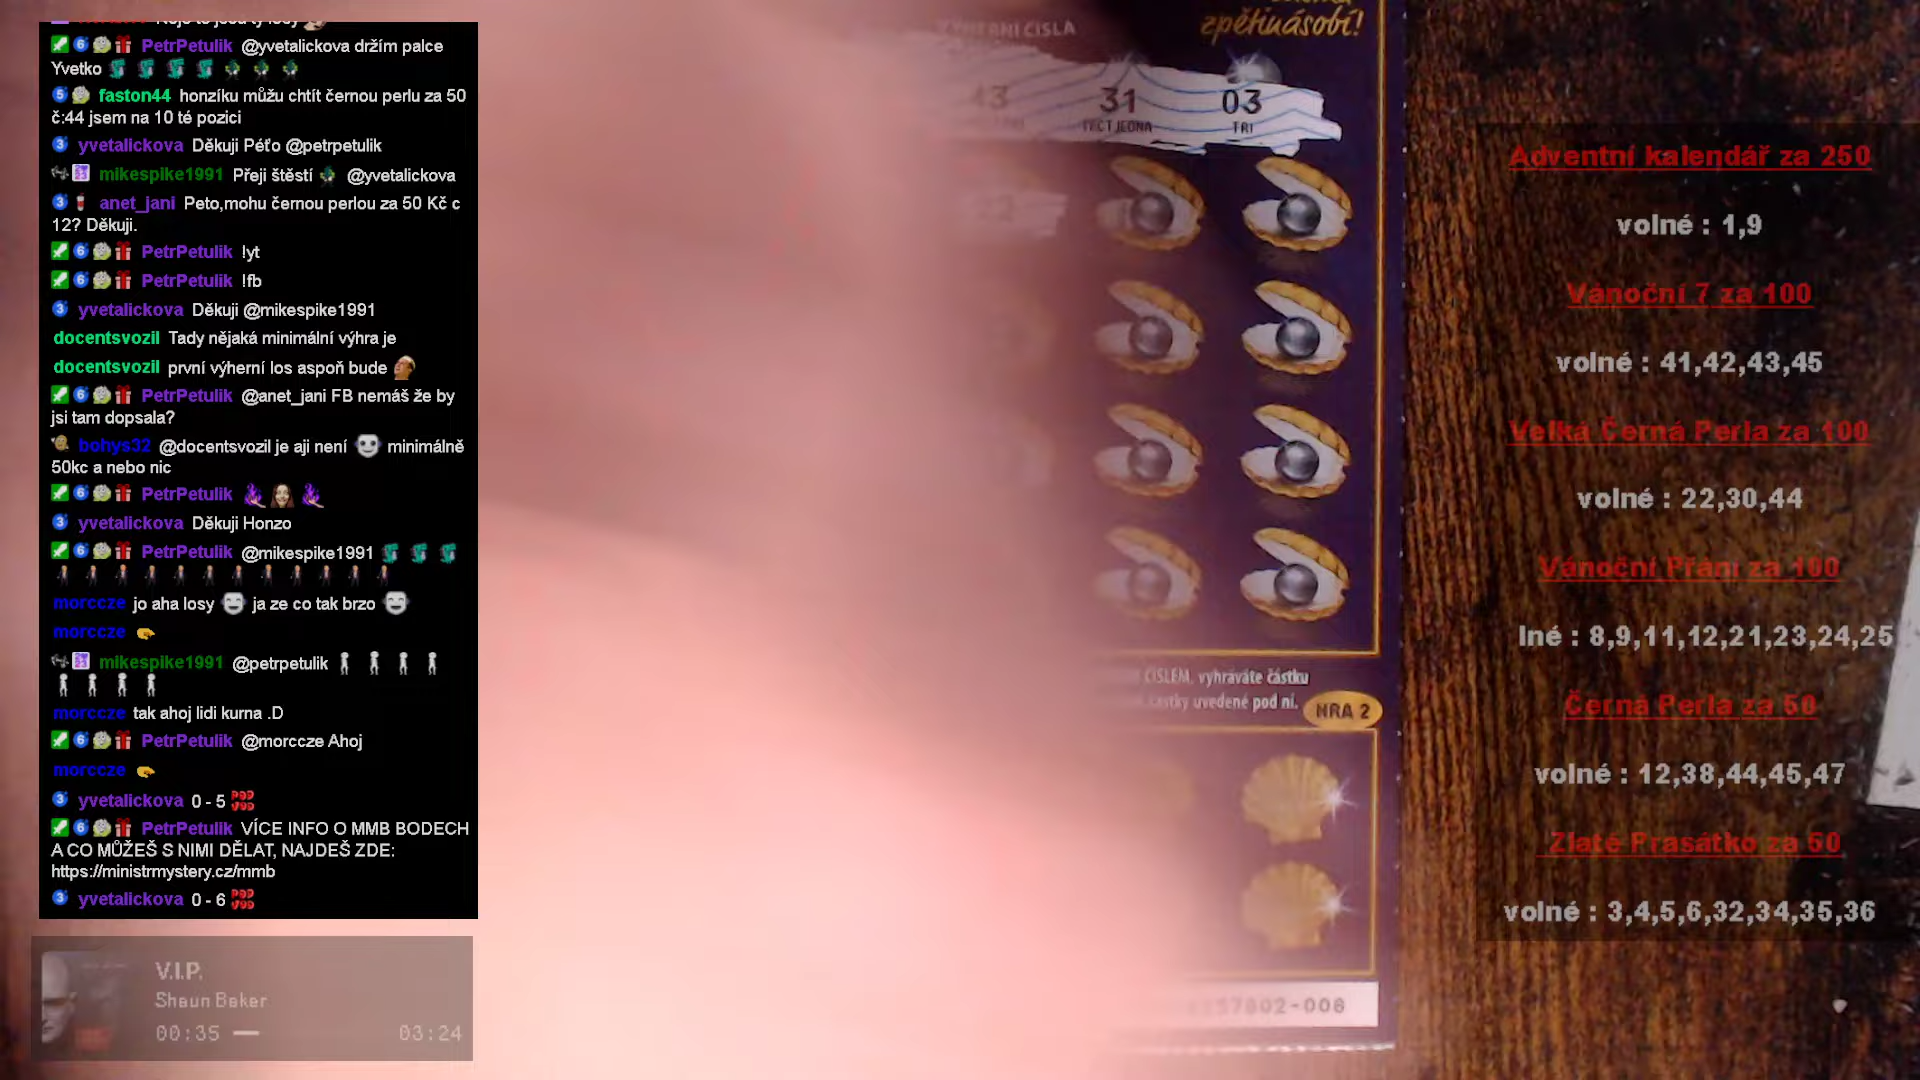 PetrPetulik @yvetalickova držím palce
Yvetko
faston44 honzíku můžu chtít černou perlu za 50
č:44 jsem na 10 té pozici
yvetalickova Děkuji Péťo @petrpetulik
mikespike1991 Přeji štěstí @yvetalickova
anet_jani Peto,mohu černou perlou za 50 Kč c
12? Děkuji.
PetrPetulik !yt
PetrPetulik !fb
yvetalickova Děkuji @mikespike1991
docentsvozil Tady nějaká minimální výhra je
docentsvozil první výherní los aspoň bude
PetrPetulik @anet_jani FB nemáš že by
jsi tam dopsala?
bohys32 @docentsvozil je aji není minimálně
50kc a nebo nic
PetrPetulik
yvetalickova Děkuji Honzo
PetrPetulik @mikespike1991
morccze jo aha losy ja ze co tak brzo
morccze
mikespike1991 @petrpetulik
morccze tak ahoj lidi kurna .D
PetrPetulik @morccze Ahoj
morccze
yvetalickova 0 - 5
PetrPetulik VÍCE INFO O MMB BODECH
A CO MŮŽEŠ S NIMI DĚLAT, NAJDEŠ ZDE:
https://ministrmystery.cz/mmb
yvetalickova 0 - 6
V.I.P.
Shaun Baker
00:35 03:24
ČÍSLA
zpětinásobí!
31 03
TŘI
ČÍSLEM, vyhráváte částku
částky uvedené pod ní.
HRA 2
Adventní kalendář za 250
volné : 1,9
Vánoční 7 za 100
volné : 41,42,43,45
Velká Černá Perla za 100
volné : 22,30,44
Vánoční Přání za 100
lné : 8,9,11,12,21,23,24,25
Černá Perla za 50
volné : 12,38,44,45,47
Zlaté Prasátko za 50
volné : 3,4,5,6,32,34,35,36